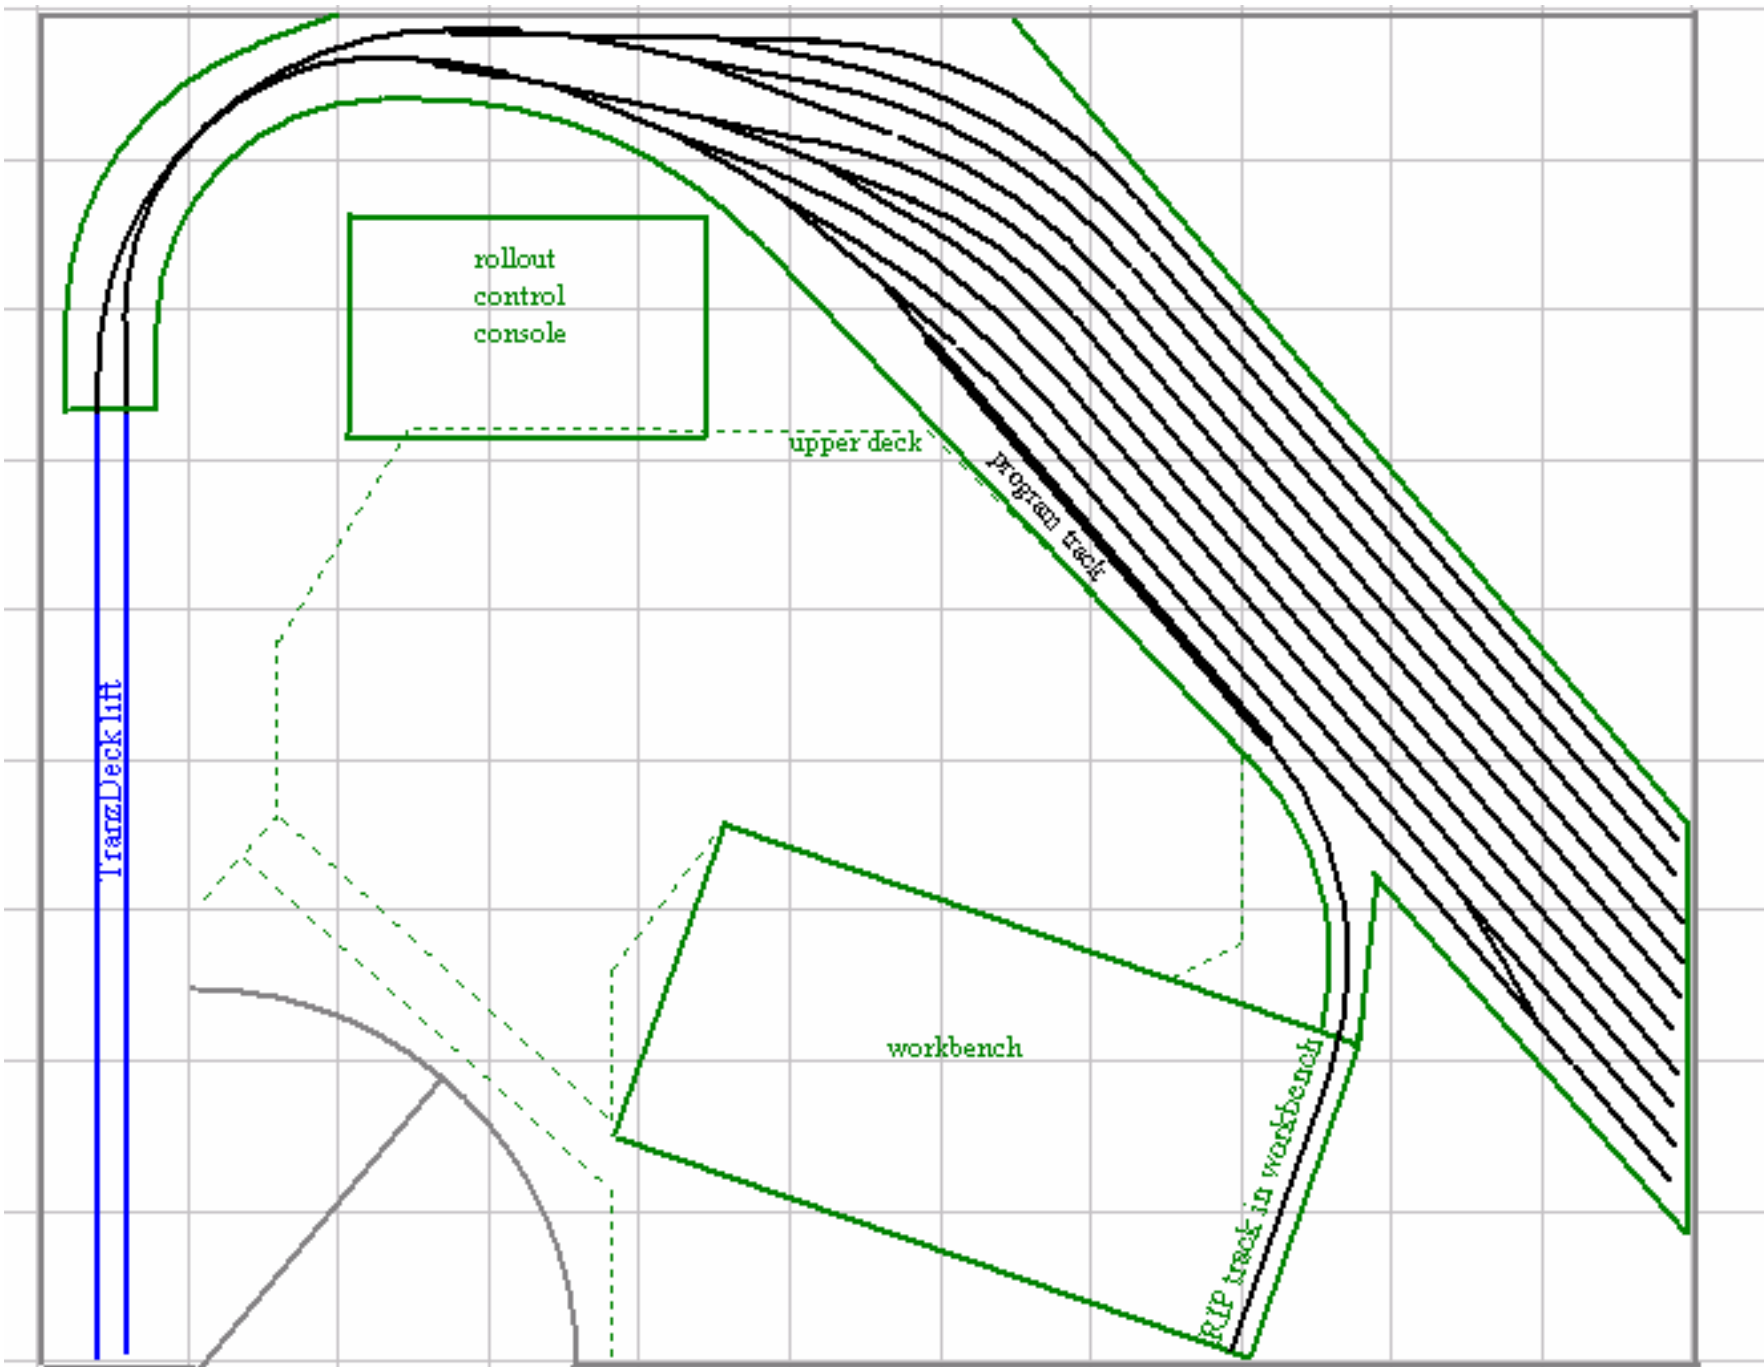 rollout
control
console
upper deck
program track
TranzDeck lift
workbench
RIP track in workbench